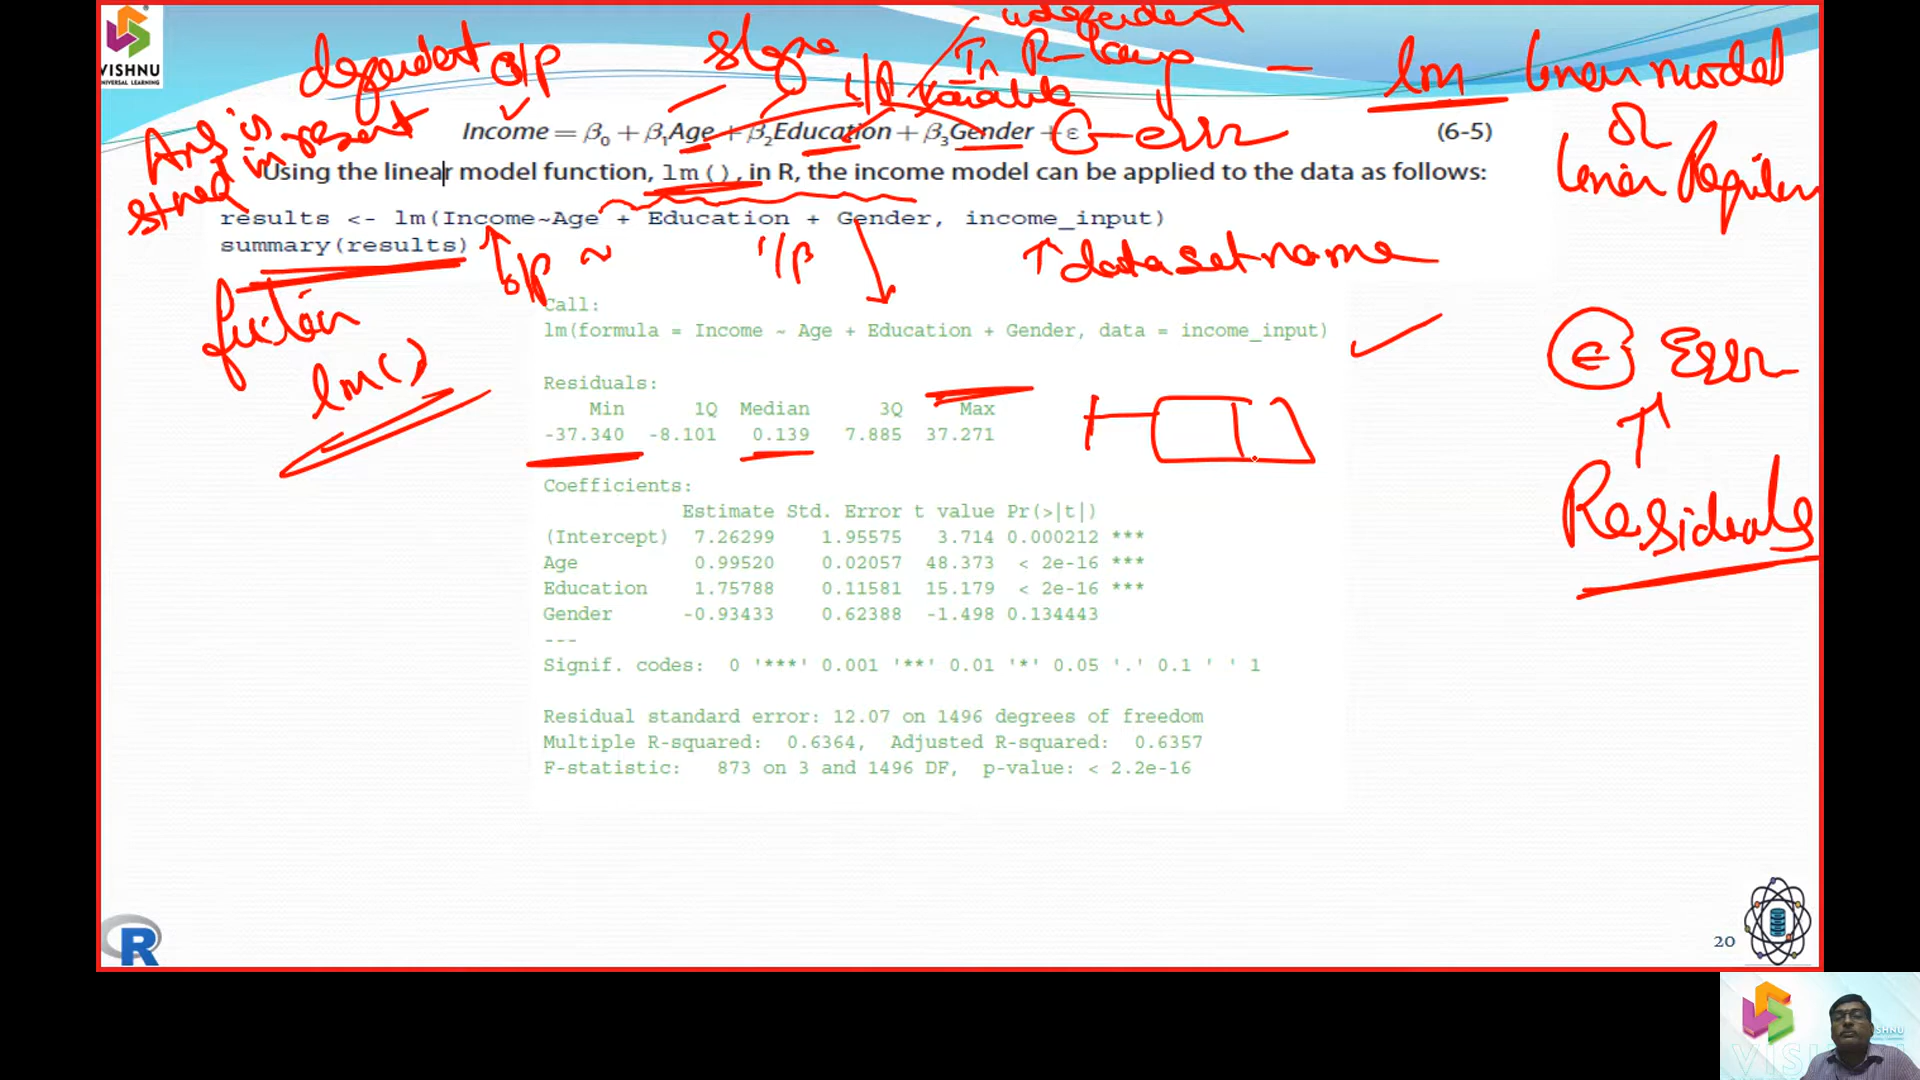 VISHNU
UNIVERSAL LEARNING
dependent o/p
slope
i/p
independent
variable
In R-lang - lm linear model
or
linear
Ans is
stored in result
Income = β0 + β1Age + β2Education + β3Gender + ε
ϵ - error
(6-5)
Using the linear model function, lm(), in R, the income model can be applied to the data as follows:
results <- lm(Income~Age + Education + Gender, income_input)
summary(results)
o/p ~ i/p
data set name
function
lm()
Call:
lm(formula = Income ~ Age + Education + Gender, data = income_input)
Residuals:
Min 1Q Median 3Q Max
-37.340 -8.101 0.139 7.885 37.271
ϵ Error
Residuals
Coefficients:
Estimate Std. Error t value Pr(>|t|)
(Intercept) 7.26299 1.95575 3.714 0.000212 ***
Age 0.99520 0.02057 48.373 < 2e-16 ***
Education 1.75788 0.11581 15.179 < 2e-16 ***
Gender -0.93433 0.62388 -1.498 0.134443
---
Signif. codes: 0 '***' 0.001 '**' 0.01 '*' 0.05 '.' 0.1 ' ' 1
Residual standard error: 12.07 on 1496 degrees of freedom
Multiple R-squared: 0.6364, Adjusted R-squared: 0.6357
F-statistic: 873 on 3 and 1496 DF, p-value: < 2.2e-16
R
20